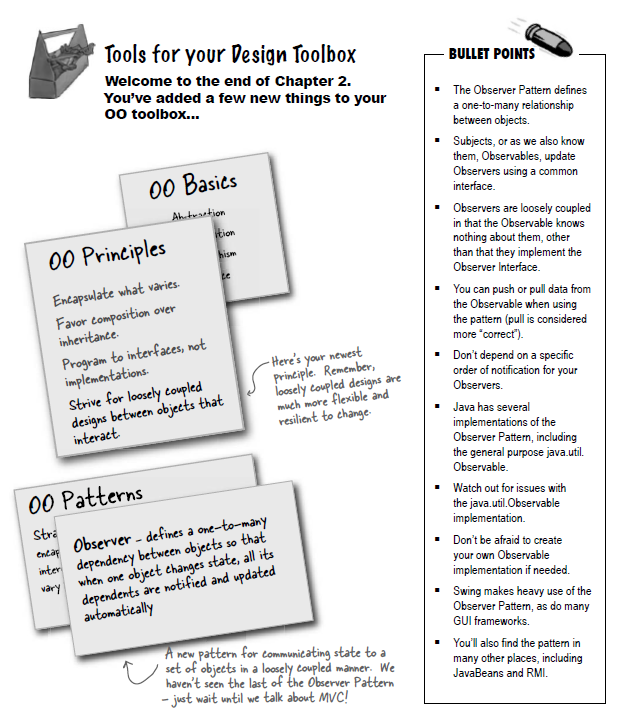 Tools for your Design Toolbox
Welcome to the end of Chapter 2.
You've added a few new things to your
OO toolbox...
OO Basics
Abstraction
OO Principles
Encapsulate what varies.
Favor composition over
inheritance.
Program to interfaces, not
implementations.
Strive for loosely coupled
designs between objects that
interact.
Here's your newest
principle. Remember,
loosely coupled designs are
much more flexible and
resilient to change.
OO Patterns
Observer – defines a one-to-many
dependency between objects so that
when one object changes state, all its
dependents are notified and updated
automatically
A new pattern for communicating state to a
set of objects in a loosely coupled manner. We
haven't seen the last of the Observer Pattern
– just wait until we talk about MVC!
BULLET POINTS
▪ The Observer Pattern defines
a one-to-many relationship
between objects.
▪ Subjects, or as we also know
them, Observables, update
Observers using a common
interface.
▪ Observers are loosely coupled
in that the Observable knows
nothing about them, other
than that they implement the
Observer Interface.
▪ You can push or pull data from
the Observable when using
the pattern (pull is considered
more “correct”).
▪ Don't depend on a specific
order of notification for your
Observers.
▪ Java has several
implementations of the
Observer Pattern, including
the general purpose java.util.
Observable.
▪ Watch out for issues with
the java.util.Observable
implementation.
▪ Don't be afraid to create
your own Observable
implementation if needed.
▪ Swing makes heavy use of the
Observer Pattern, as do many
GUI frameworks.
▪ You'll also find the pattern in
many other places, including
JavaBeans and RMI.